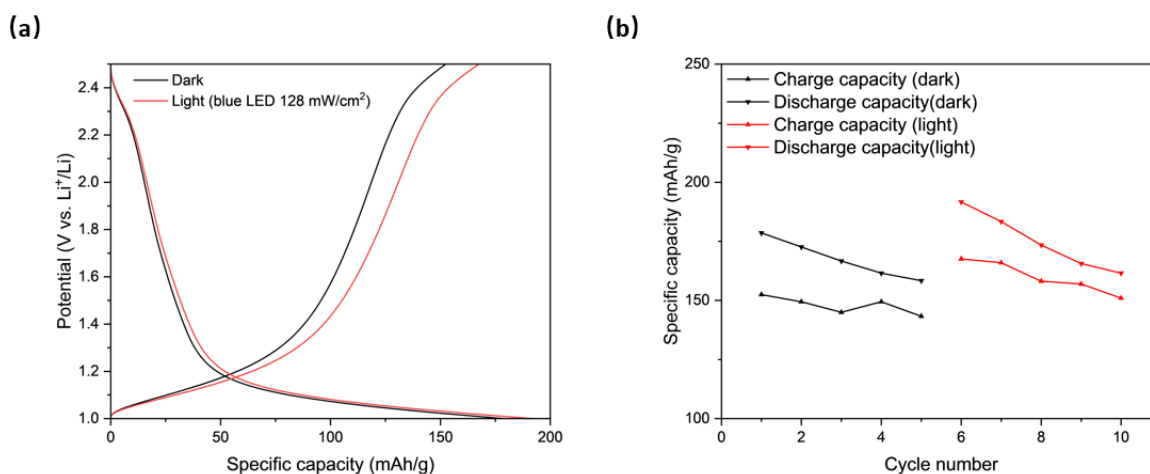 (a)
(b)
Dark
Light (blue LED 128 mW/cm²)
Potential (V vs. Li⁺/Li)
2.4
2.2
2.0
1.8
1.6
1.4
1.2
1.0
0
50
100
150
200
Specific capacity (mAh/g)
Charge capacity (dark)
Discharge capacity(dark)
Charge capacity (light)
Discharge capacity(light)
Specific capacity (mAh/g)
250
200
150
100
0
2
4
6
8
10
Cycle number